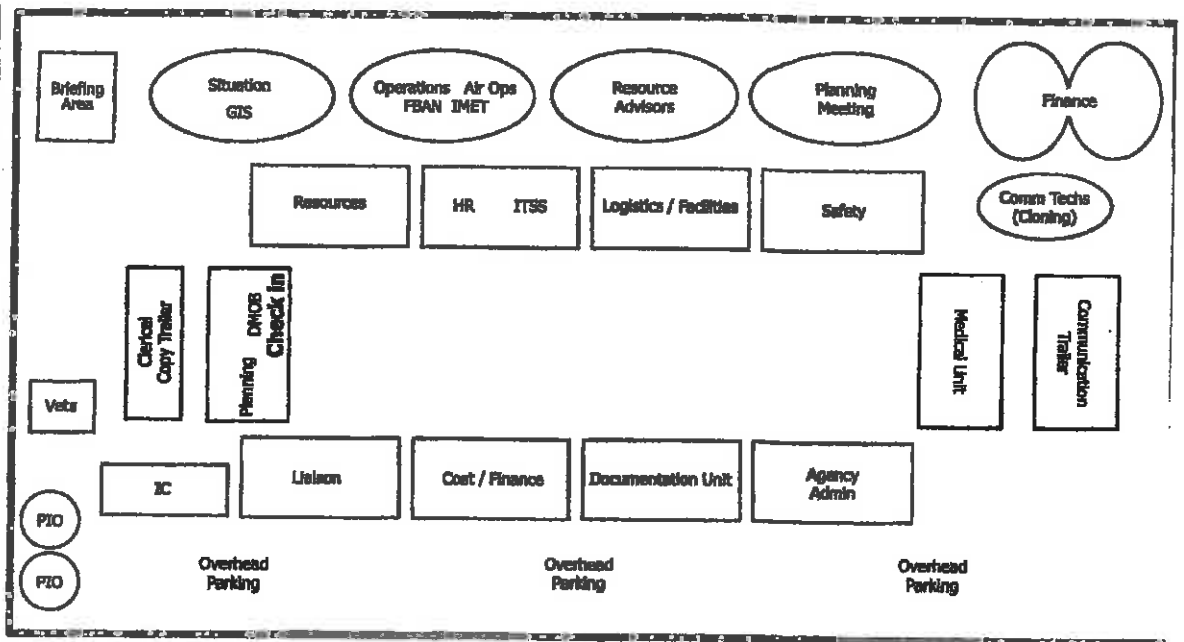 Briefing
Area
Situation
GIS
Operations Air Ops
FBAN IMET
Resource
Advisors
Planning
Meeting
Finance
Resources
HR ITSS
Logistics / Facilities
Safety
Comm Techs
(Cloning)
Clerical
Copy Trailer
Planning DMOB
Check in
Medical Unit
Communication
Trailer
Vets
IC
Liaison
Cost / Finance
Documentation Unit
Agency
Admin
PIO
PIO
Overhead
Parking
Overhead
Parking
Overhead
Parking